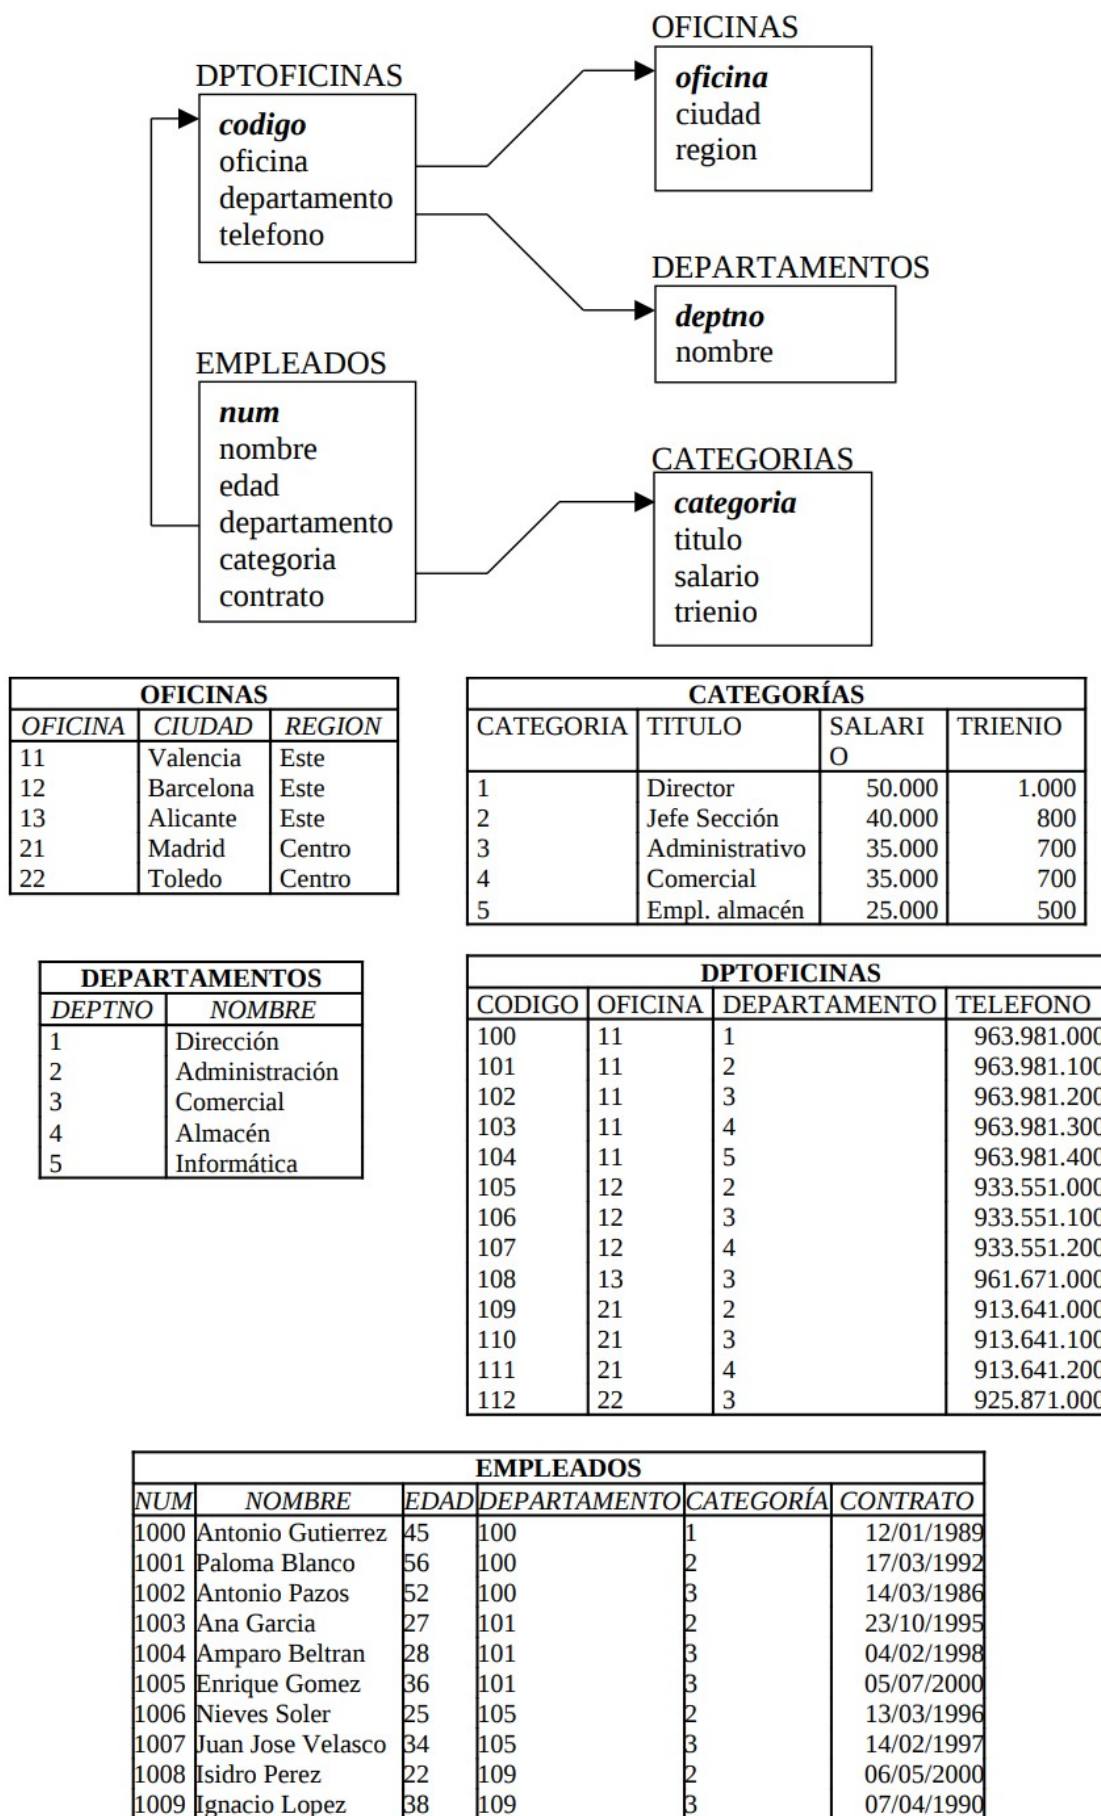 OFICINAS
oficina
ciudad
region
DPTOFICINAS
codigo
oficina
departamento
telefono
DEPARTAMENTOS
deptno
nombre
EMPLEADOS
num
nombre
edad
departamento
categoria
contrato
CATEGORIAS
categoria
titulo
salario
trienio
OFICINAS
OFICINA CIUDAD REGION
11 Valencia Este
12 Barcelona Este
13 Alicante Este
21 Madrid Centro
22 Toledo Centro
CATEGORÍAS
CATEGORIA TITULO SALARI TRIENIO
O
1 Director 50.000 1.000
2 Jefe Sección 40.000 800
3 Administrativo 35.000 700
4 Comercial 35.000 700
5 Empl. almacén 25.000 500
DEPARTAMENTOS
DEPTNO NOMBRE
1 Dirección
2 Administración
3 Comercial
4 Almacén
5 Informática
DPTOFICINAS
CODIGO OFICINA DEPARTAMENTO TELEFONO
100 11 1 963.981.000
101 11 2 963.981.100
102 11 3 963.981.200
103 11 4 963.981.300
104 11 5 963.981.400
105 12 2 933.551.000
106 12 3 933.551.100
107 12 4 933.551.200
108 13 3 961.671.000
109 21 2 913.641.000
110 21 3 913.641.100
111 21 4 913.641.200
112 22 3 925.871.000
EMPLEADOS
NUM NOMBRE EDAD DEPARTAMENTO CATEGORÍA CONTRATO
1000 Antonio Gutierrez 45 100 1 12/01/1989
1001 Paloma Blanco 56 100 2 17/03/1992
1002 Antonio Pazos 52 100 3 14/03/1986
1003 Ana Garcia 27 101 2 23/10/1995
1004 Amparo Beltran 28 101 3 04/02/1998
1005 Enrique Gomez 36 101 3 05/07/2000
1006 Nieves Soler 25 105 2 13/03/1996
1007 Juan Jose Velasco 34 105 3 14/02/1997
1008 Isidro Perez 22 109 2 06/05/2000
1009 Ignacio Lopez 38 109 3 07/04/1990